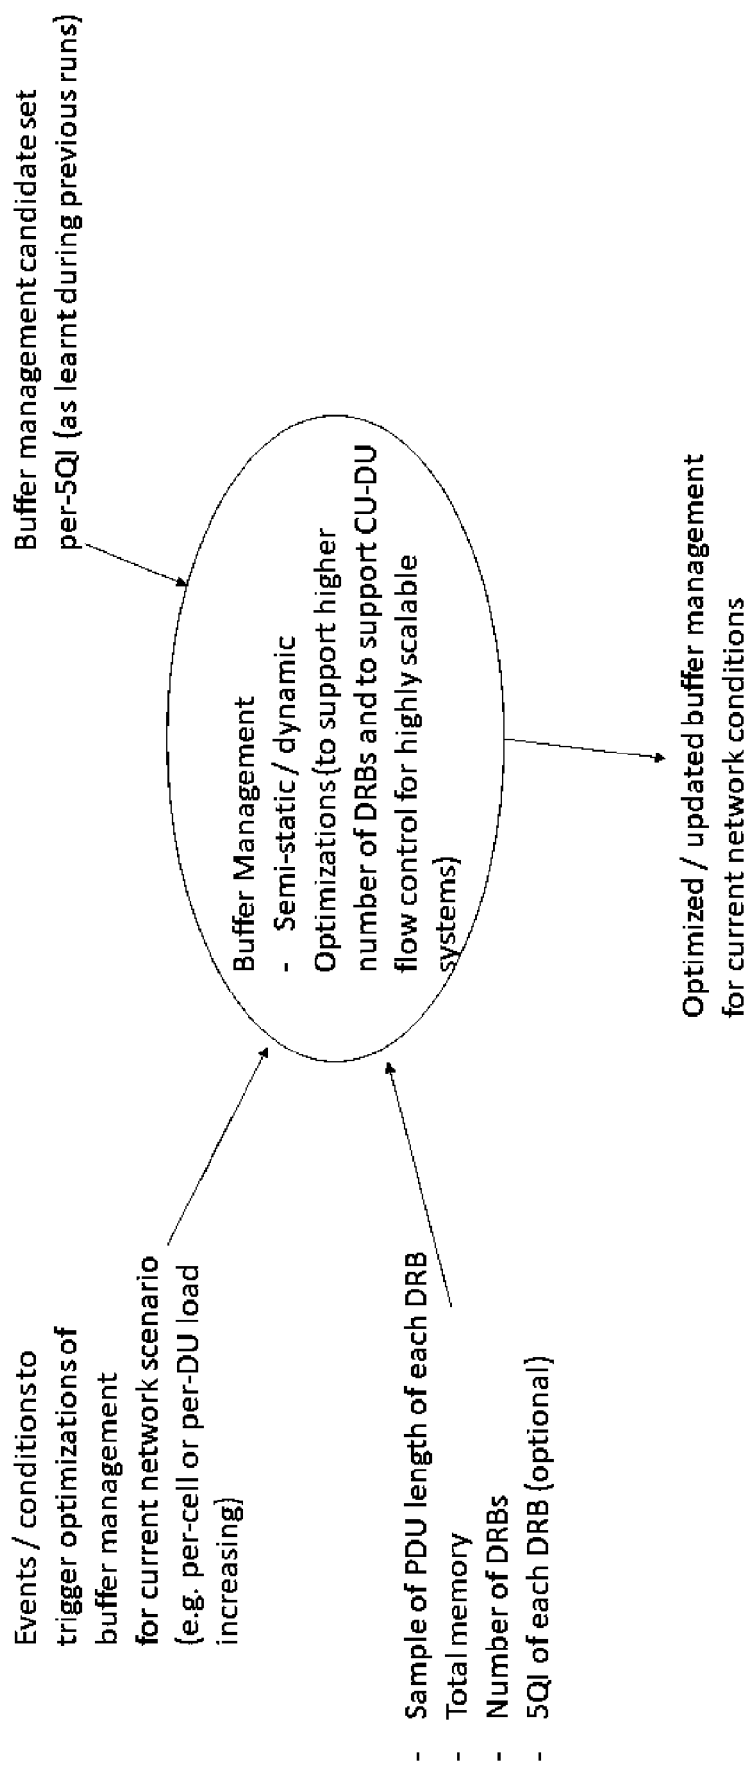 Events / conditions to
trigger optimizations of
buffer management
for current network scenario
(e.g. per-cell or per-DU load
increasing)
Buffer management candidate set
per-5QI (as learnt during previous runs)
Buffer Management
- Semi-static / dynamic
Optimizations (to support higher
number of DRBs and to support CU-DU
flow control for highly scalable
systems)
- Sample of PDU length of each DRB
- Total memory
- Number of DRBs
- 5QI of each DRB (optional)
Optimized / updated buffer management
for current network conditions